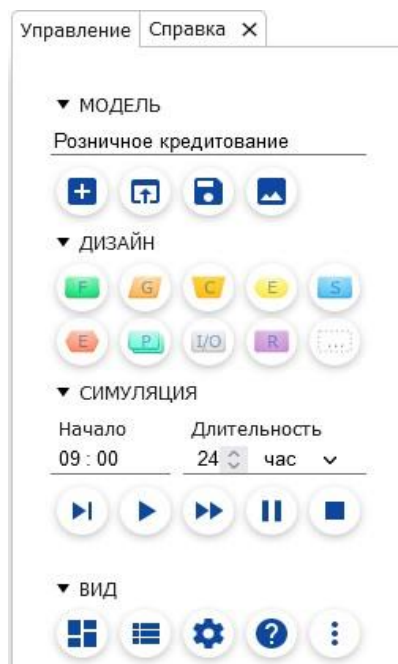 Управление Справка
МОДЕЛЬ
Розничное кредитование
ДИЗАЙН
F G C E S
E P I/O R ...
СИМУЛЯЦИЯ
Начало Длительность
09 : 00 24 час
ВИД